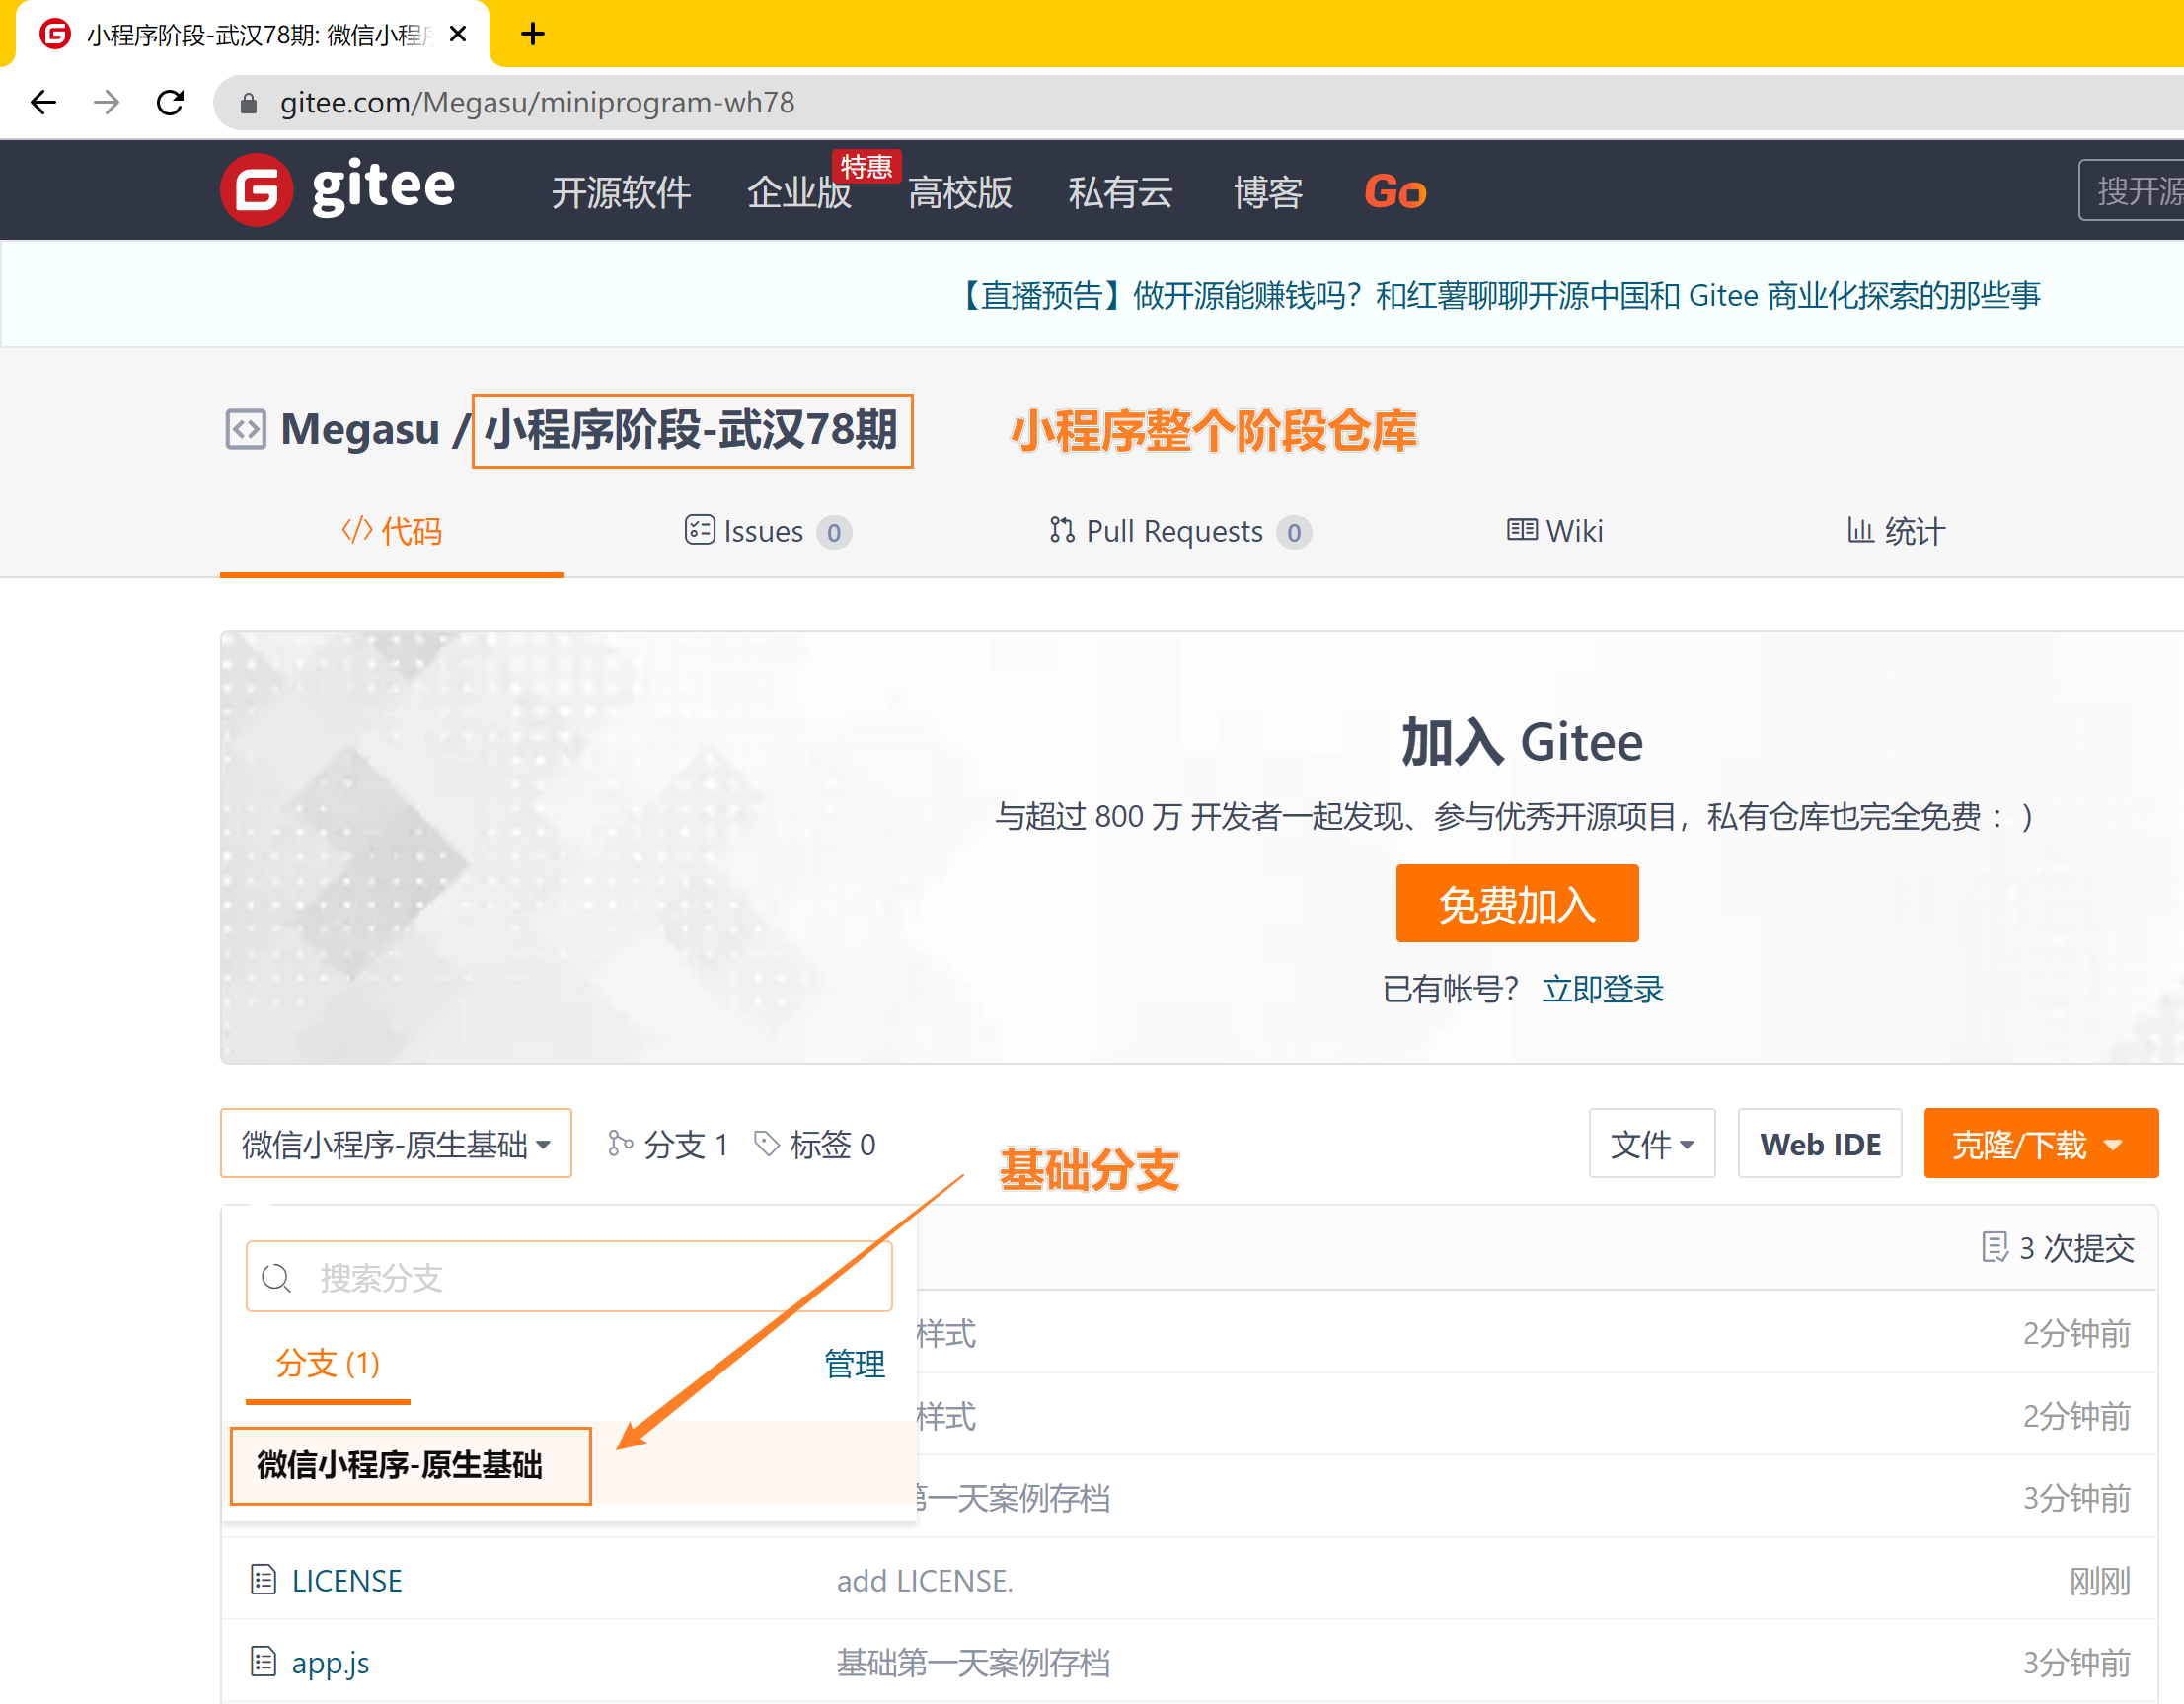 小程序阶段-武汉78期: 微信小程
gitee.com/Megasu/miniprogram-wh78
gitee 开源软件 企业版 特惠 高校版 私有云 博客 Go 搜开源
【直播预告】做开源能赚钱吗？和红薯聊聊开源中国和 Gitee 商业化探索的那些事
Megasu / 小程序阶段-武汉78期 小程序整个阶段仓库
代码 Issues 0 Pull Requests 0 Wiki 统计
加入 Gitee
与超过 800 万 开发者一起发现、参与优秀开源项目，私有仓库也完全免费 ：）
免费加入
已有帐号？ 立即登录
微信小程序-原生基础 分支 1 标签 0 基础分支 文件 Web IDE 克隆/下载
搜索分支 3 次提交
样式 2分钟前
分支 (1) 管理
样式 2分钟前
微信小程序-原生基础
第一天案例存档 3分钟前
LICENSE add LICENSE. 刚刚
app.js 基础第一天案例存档 3分钟前